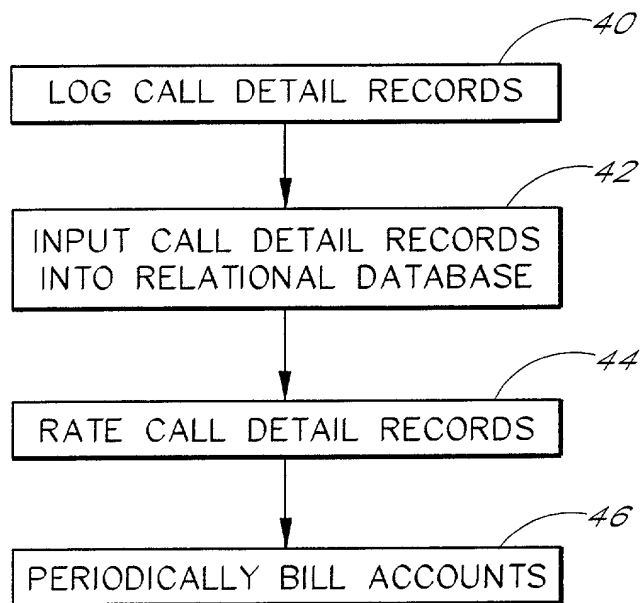 40
LOG CALL DETAIL RECORDS
42
INPUT CALL DETAIL RECORDS
INTO RELATIONAL DATABASE
44
RATE CALL DETAIL RECORDS
46
PERIODICALLY BILL ACCOUNTS